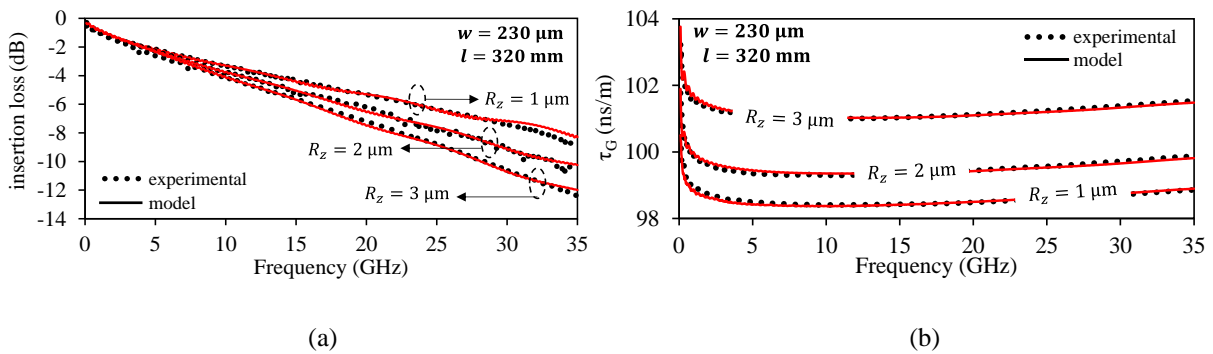 0
-2
-4
-6
-8
-10
-12
-14
insertion loss (dB)
w = 230 μm
l = 320 mm
R_z = 1 μm
R_z = 2 μm
R_z = 3 μm
experimental
model
0 5 10 15 20 25 30 35
Frequency (GHz)
(a)
104
102
100
98
τ_G (ns/m)
w = 230 μm
l = 320 mm
experimental
model
R_z = 3 μm
R_z = 2 μm
R_z = 1 μm
0 5 10 15 20 25 30 35
Frequency (GHz)
(b)